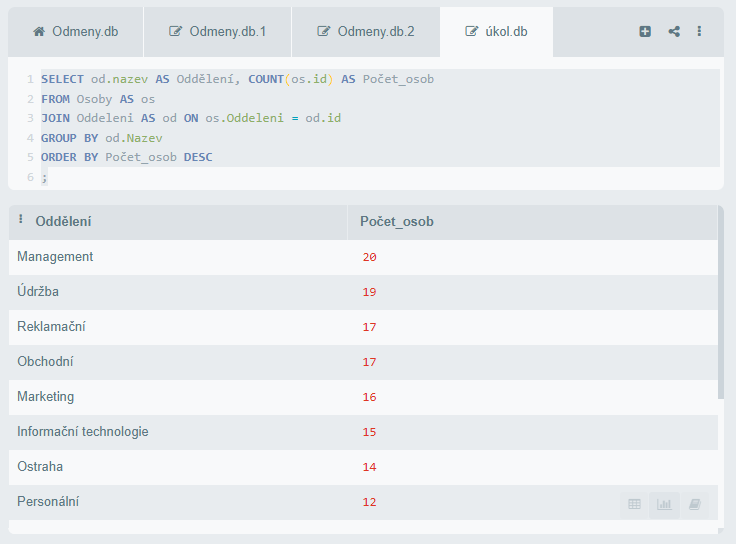 Odmeny.db Odmeny.db.1 Odmeny.db.2 úkol.db
1 SELECT od.nazev AS Oddělení, COUNT(os.id) AS Počet_osob
2 FROM Osoby AS os
3 JOIN Oddeleni AS od ON os.Oddeleni = od.id
4 GROUP BY od.Nazev
5 ORDER BY Počet_osob DESC
6 ;
Oddělení Počet_osob
Management 20
Údržba 19
Reklamační 17
Obchodní 17
Marketing 16
Informační technologie 15
Ostraha 14
Personální 12